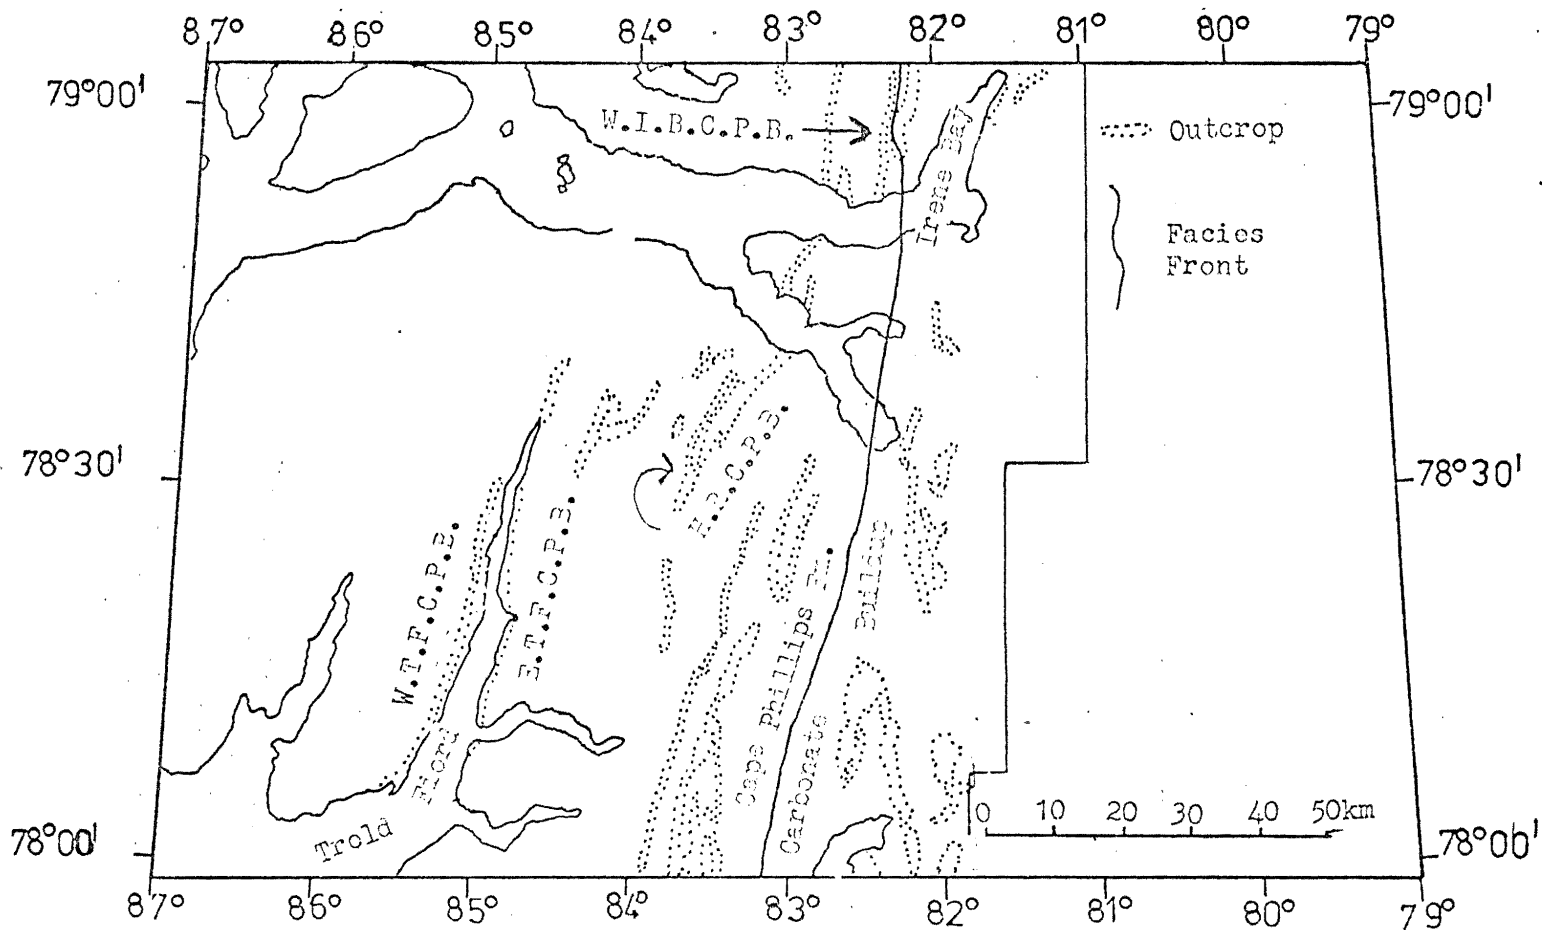 87° 86° 85° 84° 83° 82° 81° 80° 79°
79°00' 79°00'
W.I.B.C.P.B.
Irene Bay
Outcrop
Facies
Front
78°30' 78°30'
W.T.F.C.P.B.
E.T.F.C.P.B.
Cape Phillips Fm.
Carbonate Buildup
Trold Fiord
0 10 20 30 40 50km
78°00' 78°00'
87° 86° 85° 84° 83° 82° 81° 80° 79°